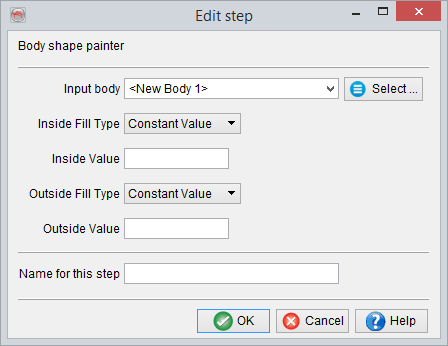 Edit step
Body shape painter
Input body <New Body 1> Select ...
Inside Fill Type Constant Value
Inside Value
Outside Fill Type Constant Value
Outside Value
Name for this step
OK Cancel Help